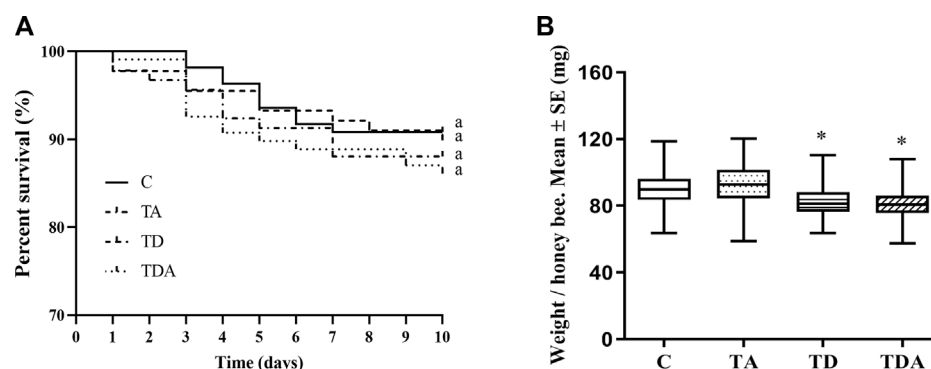 A
Percent survival (%)
100
90
80
70
C
TA
TD
TDA
a
a
a
a
0 1 2 3 4 5 6 7 8 9 10
Time (days)
B
Weight / honey bee. Mean ± SE (mg)
160
120
80
40
0
*
*
C TA TD TDA